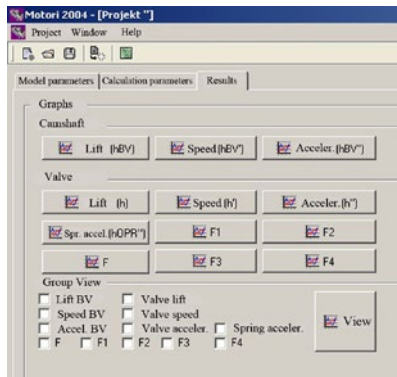 Motori 2004 - [Projekt '']
Project Window Help
Model parameters Calculation parameters Results
Graphs
Camshaft
Lift (hBV) Speed(hBV') Acceler.(hBV'')
Valve
Lift (h) Speed(h') Acceler.(h'')
Spr. accel.(hOPR'') F1 F2
F F3 F4
Group View
Lift BV Valve lift
Speed BV Valve speed
Accel. BV Valve acceler. Spring acceler.
F F1 F2 F3 F4
View